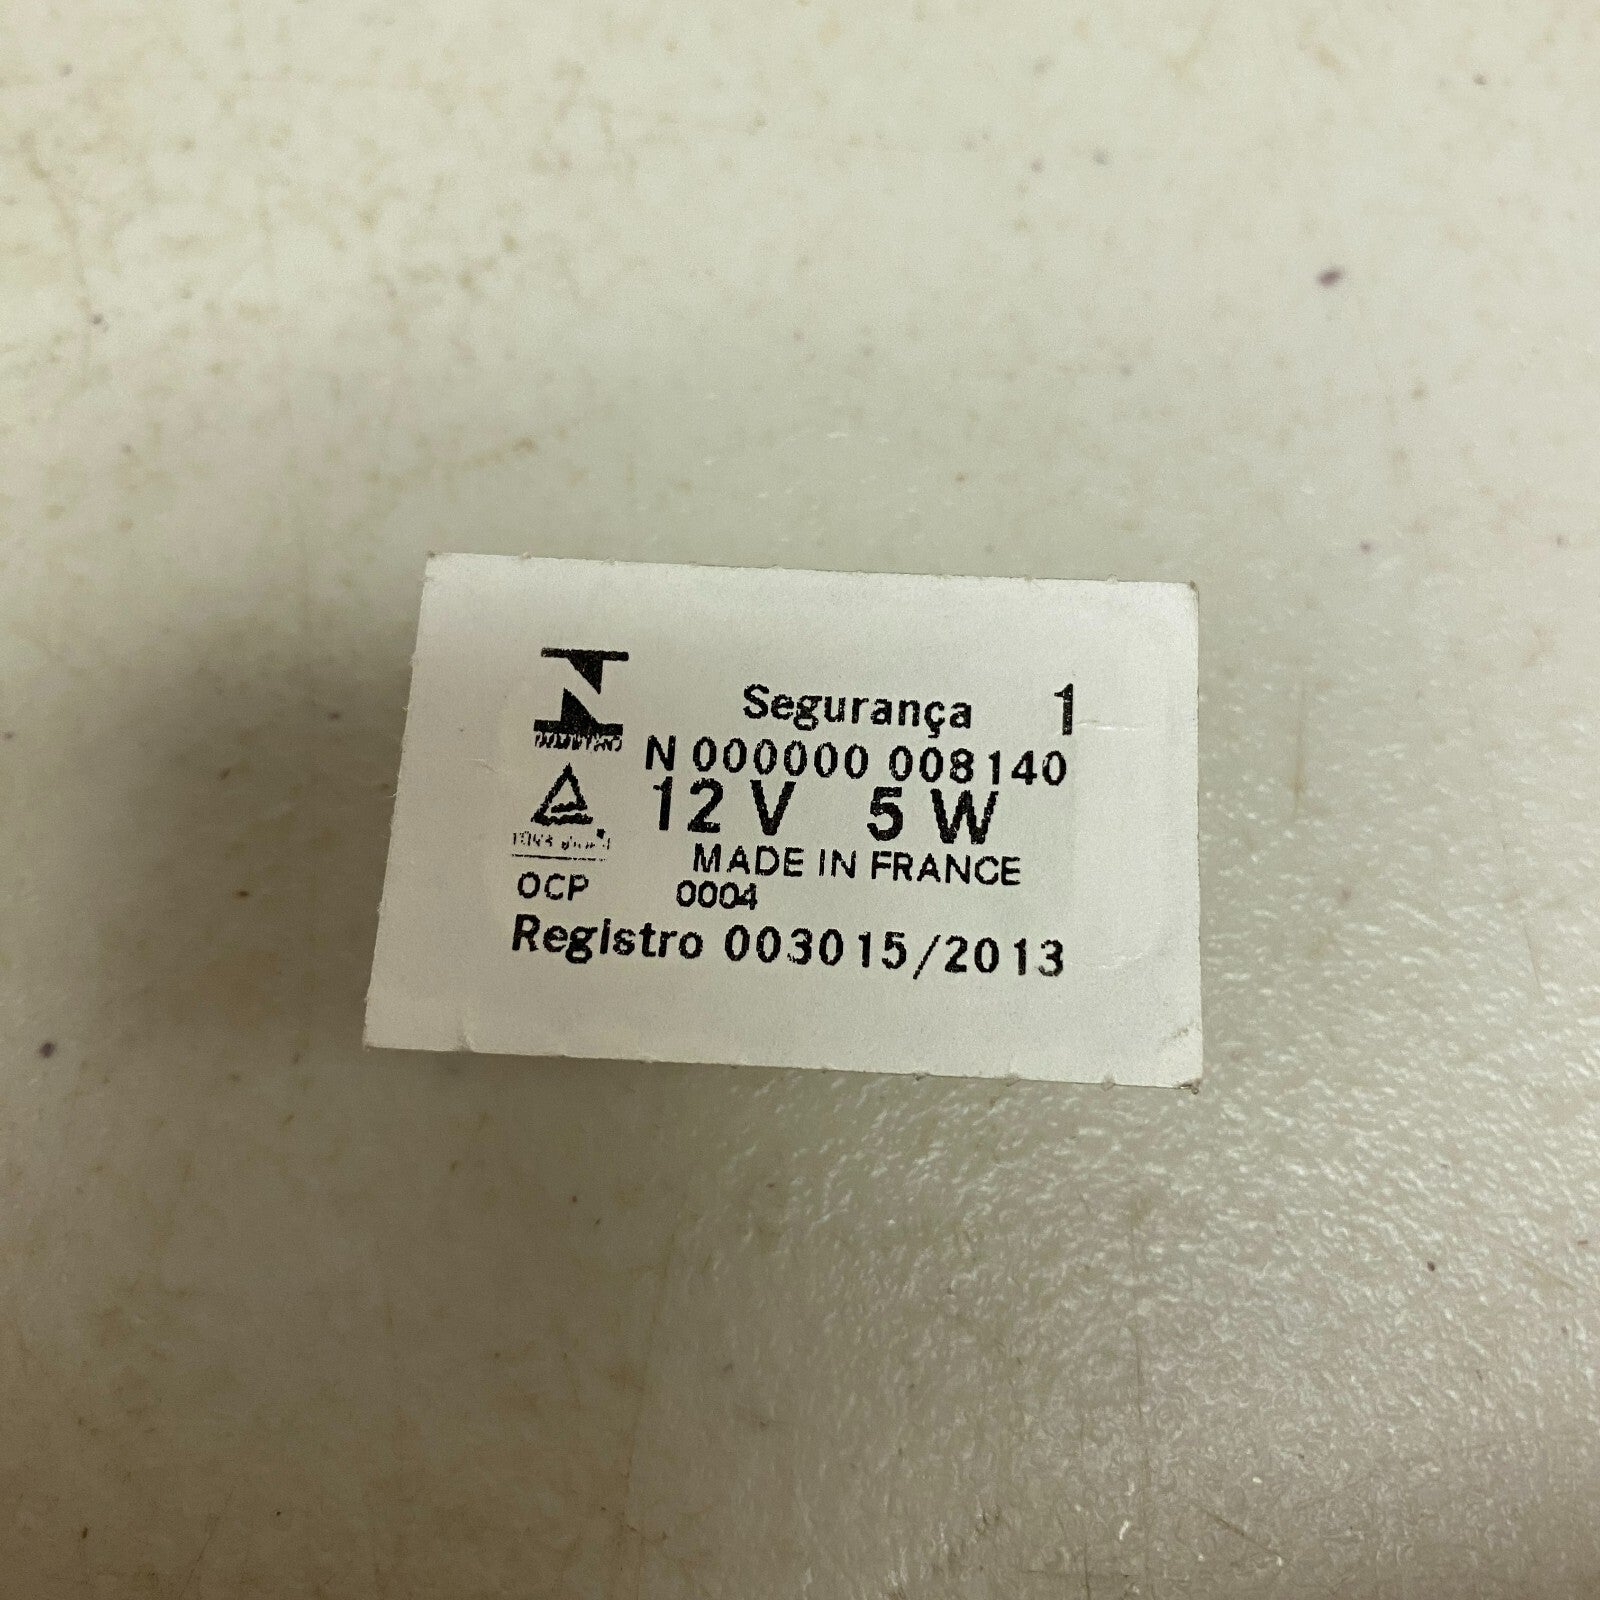 Segurança 1
N 000000 008140
12 V 5 W
MADE IN FRANCE
OCP 0004
Registro 003015/2013